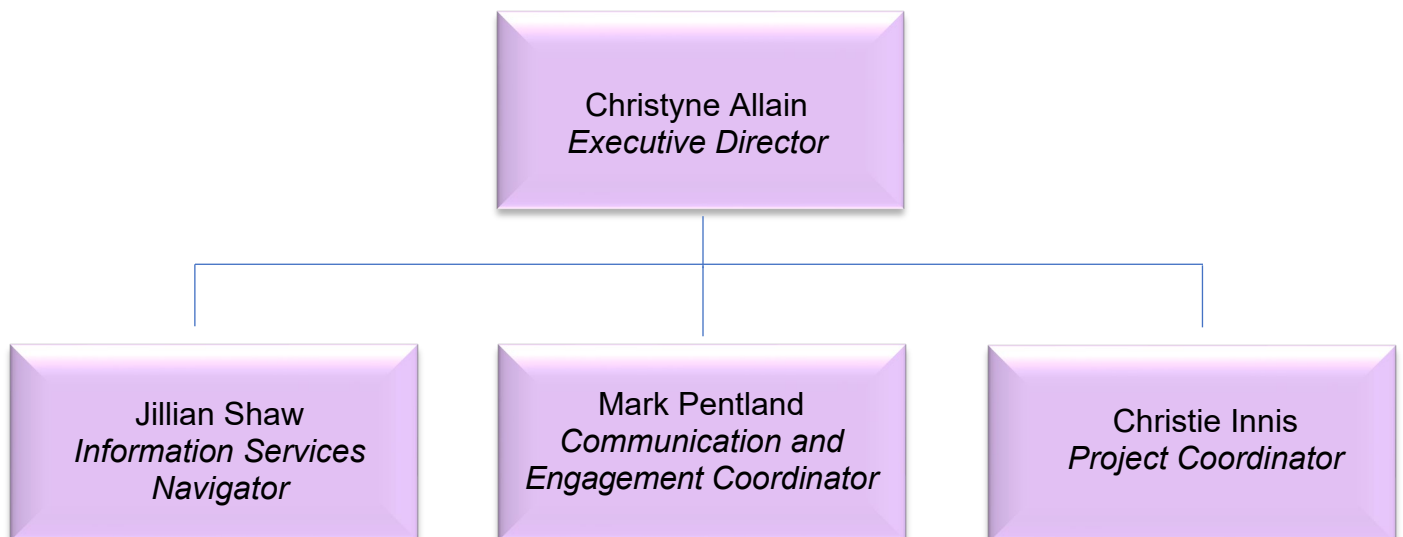 Christyne Allain
Executive Director
Jillian Shaw
Information Services
Navigator
Mark Pentland
Communication and
Engagement Coordinator
Christie Innis
Project Coordinator